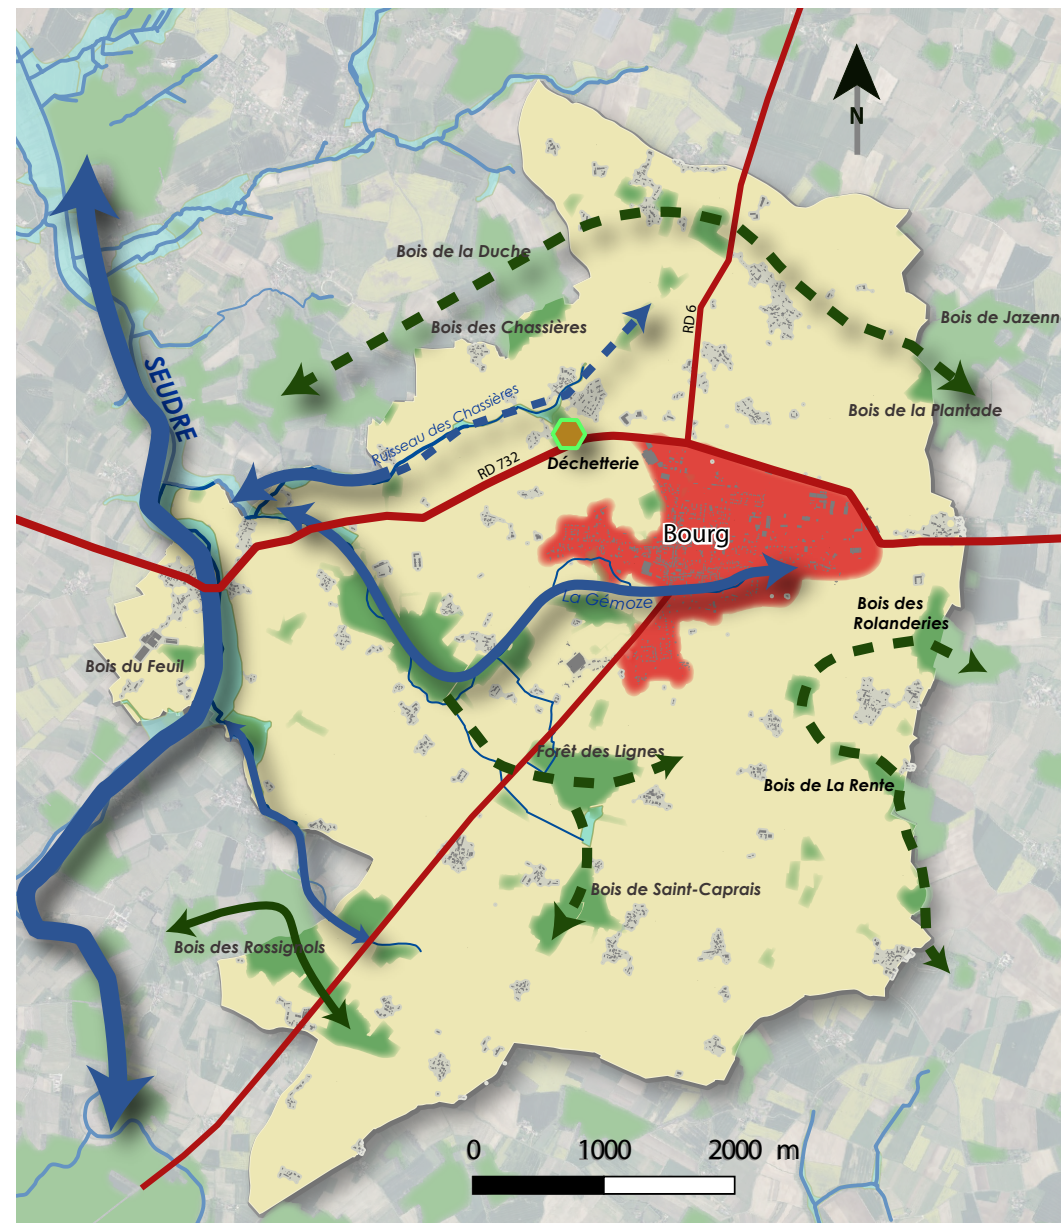 N
Bois de la Duche
Bois des Chassières
RD 6
Bois de Jazenn
SEUDRE
Bois de la Plantade
Ruisseau des Chassières
RD 732
Déchetterie
Bourg
La Gémoze
Bois des
Rolanderies
Bois du Feuil
Forêt des Lignes
Bois de La Rente
Bois de Saint-Caprais
Bois des Rossignols
0 1000 2000 m